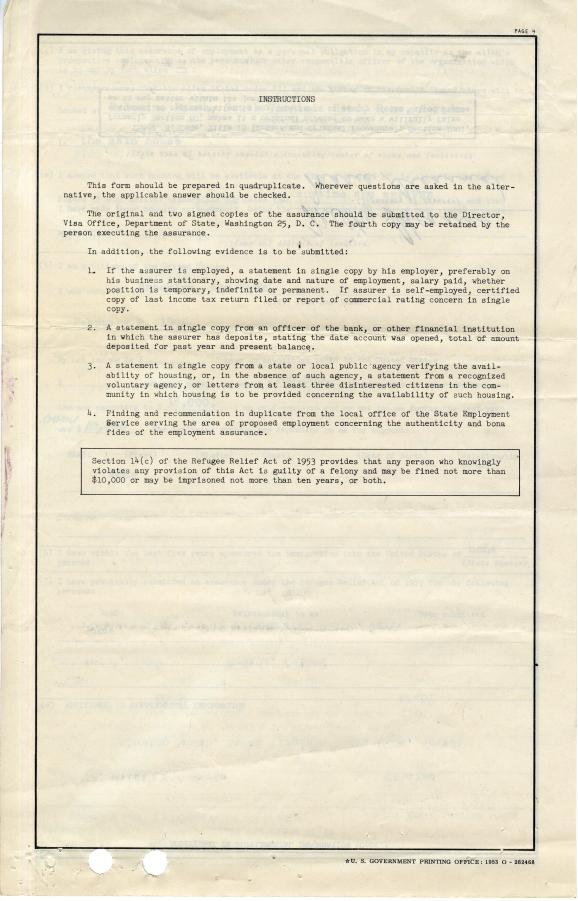 PAGE 4
INSTRUCTIONS
This form should be prepared in quadruplicate. Wherever questions are asked in the alter-
native, the applicable answer should be checked.
The original and two signed copies of the assurance should be submitted to the Director,
Visa Office, Department of State, Washington 25, D. C. The fourth copy may be retained by the
person executing the assurance.
In addition, the following evidence is to be submitted:
1. If the assurer is employed, a statement in single copy by his employer, preferably on
his business stationary, showing date and nature of employment, salary paid, whether
position is temporary, indefinite or permanent. If assurer is self-employed, certified
copy of last income tax return filed or report of commercial rating concern in single
copy.
2. A statement in single copy from an officer of the bank, or other financial institution
in which the assurer has deposits, stating the date account was opened, total of amount
deposited for past year and present balance.
3. A statement in single copy from a state or local public agency verifying the avail-
ability of housing, or, in the absence of such agency, a statement from a recognized
voluntary agency, or letters from at least three disinterested citizens in the com-
munity in which housing is to be provided concerning the availability of such housing.
4. Finding and recommendation in duplicate from the local office of the State Employment
Service serving the area of proposed employment concerning the authenticity and bona
fides of the employment assurance.
Section 14(c) of the Refugee Relief Act of 1953 provides that any person who knowingly
violates any provision of this Act is guilty of a felony and may be fined not more than
$10,000 or may be imprisoned not more than ten years, or both.
☆U. S. GOVERNMENT PRINTING OFFICE: 1953 O - 282468